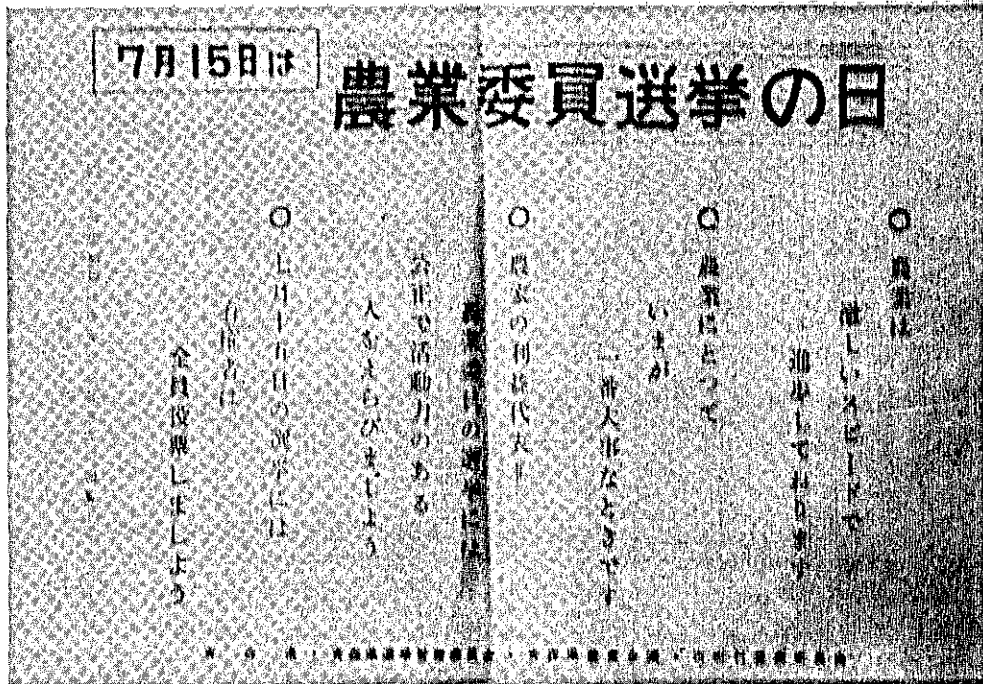 7月15日は
農業委員選挙の日
○ 農業は
激しいスピードで
進歩しております
○ 農業にとって
いまが
一番大事なときです
○ 農家の利益代表
農業委員の選挙には
公正で活動力のある
人をえらびましょう
○ 七月十五日の選挙には
有権者は
全員投票しましょう